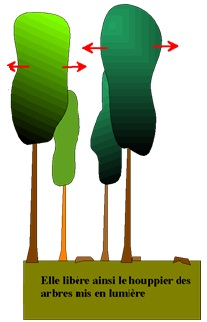 Elle libère ainsi le houppier des
arbres mis en lumière